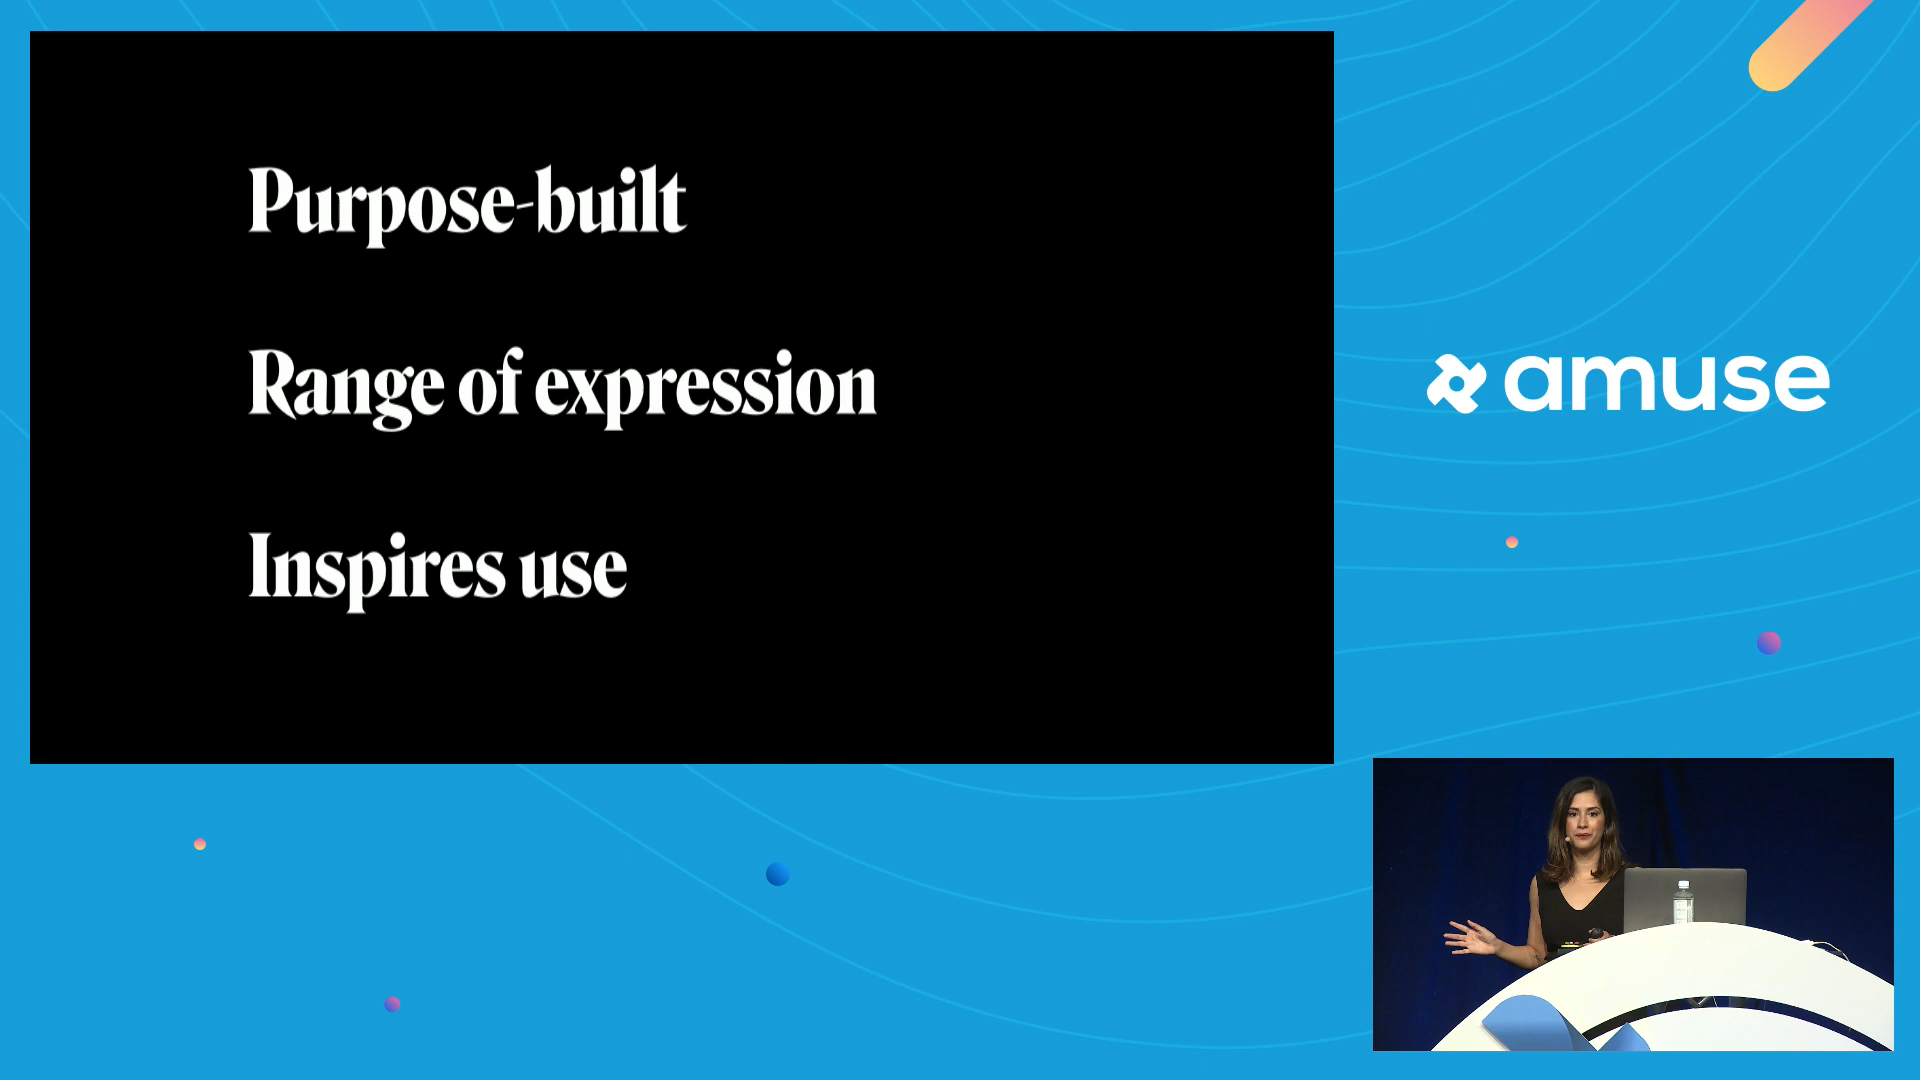 Purpose-built
Range of expression
Inspires use
amuse